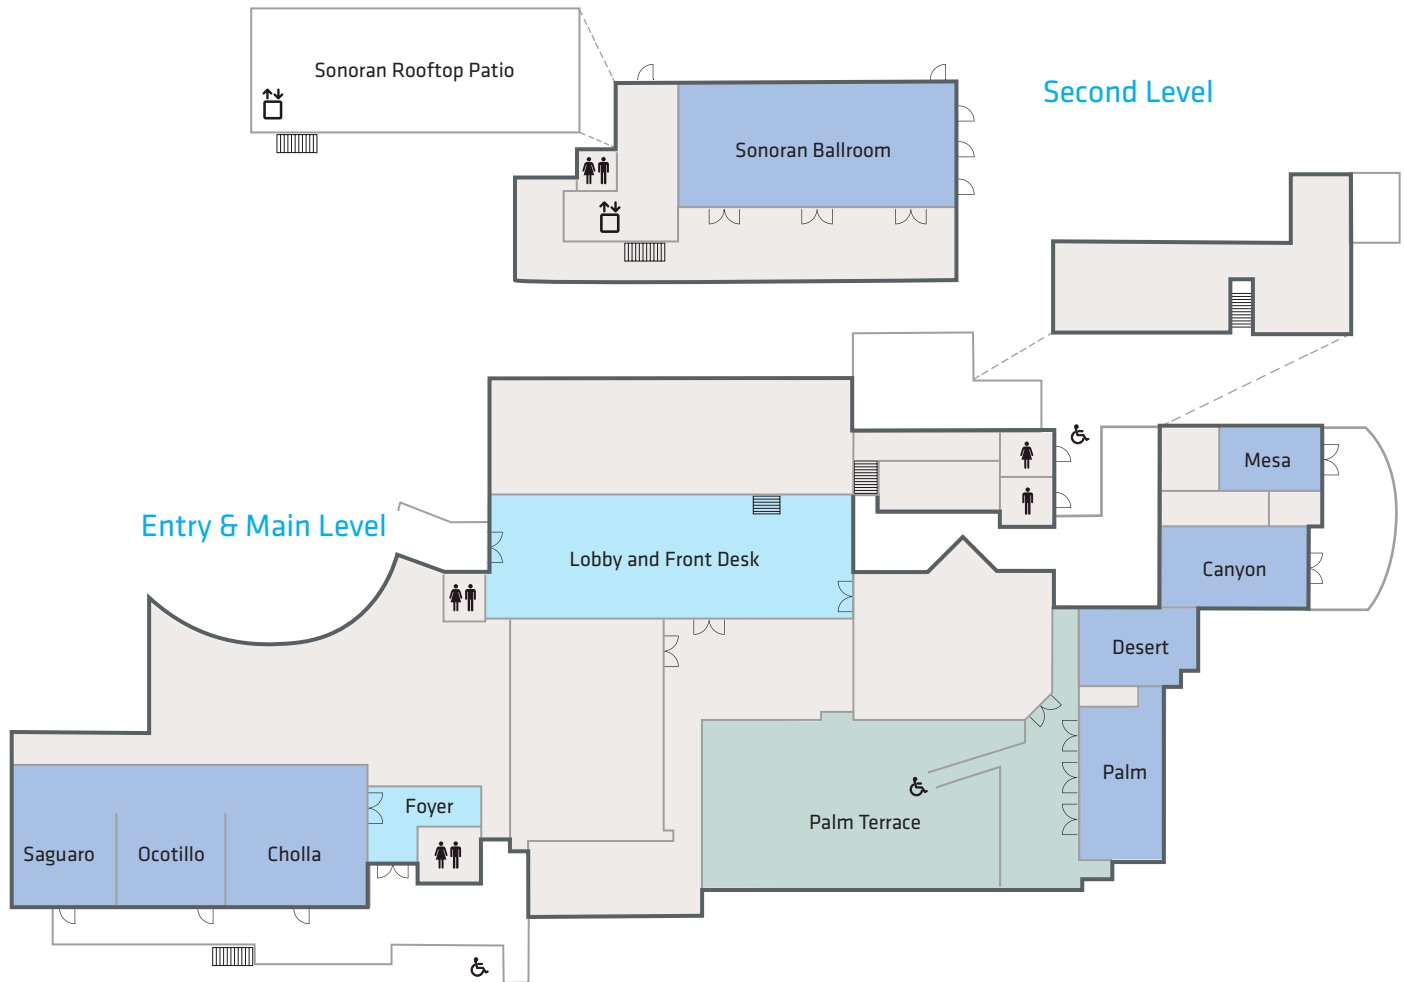 Sonoran Rooftop Patio
Second Level
Sonoran Ballroom
Mesa
Entry & Main Level
Lobby and Front Desk
Canyon
Desert
Palm
Foyer
Palm Terrace
Saguaro
Ocotillo
Cholla